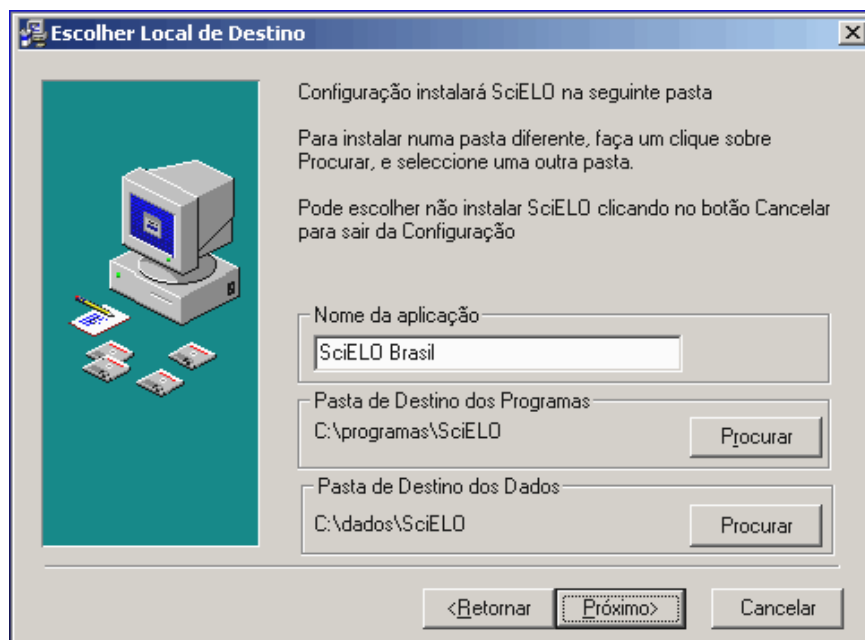 Escolher Local de Destino
Configuração instalará SciELO na seguinte pasta
Para instalar numa pasta diferente, faça um clique sobre
Procurar, e seleccione uma outra pasta.
Pode escolher não instalar SciELO clicando no botão Cancelar
para sair da Configuração
Nome da aplicação
SciELO Brasil
Pasta de Destino dos Programas
C:\programas\SciELO
Procurar
Pasta de Destino dos Dados
C:\dados\SciELO
Procurar
<Retornar
Próximo>
Cancelar